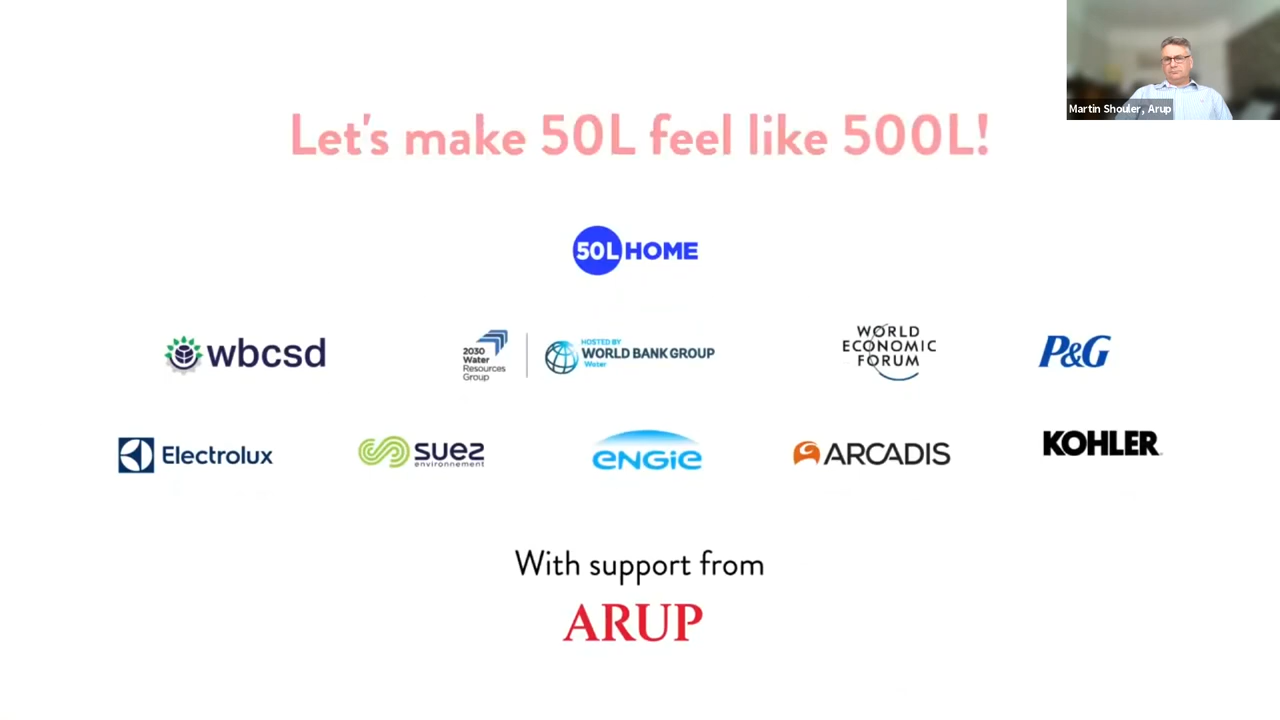 Martin Shouler, Arup
Let's make 50L feel like 500L!
50L HOME
wbcsd
2030
Water
Resources
Group
HOSTED BY
WORLD BANK GROUP
Water
WORLD
ECONOMIC
FORUM
P&G
Electrolux
suez
environnement
ENGIE
ARCADIS
KOHLER
With support from
ARUP